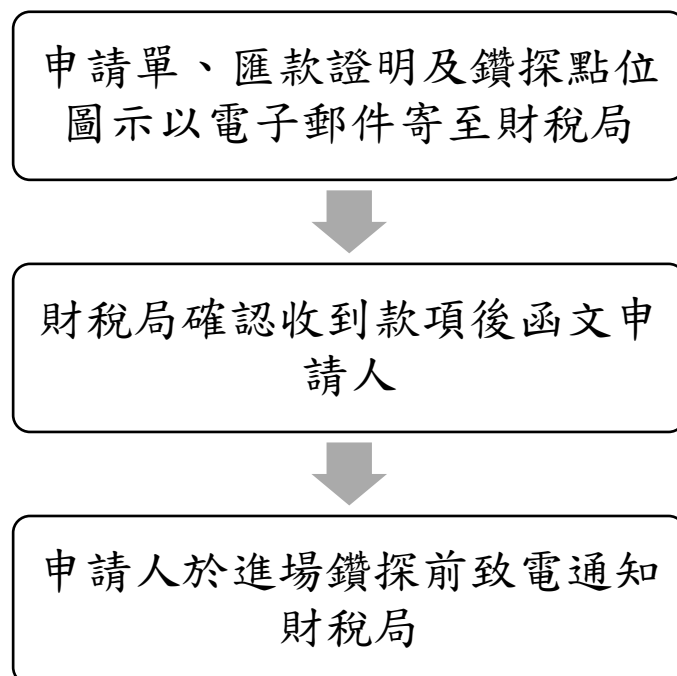 申請單、匯款證明及鑽探點位
圖示以電子郵件寄至財稅局
財稅局確認收到款項後函文申
請人
申請人於進場鑽探前致電通知
財稅局